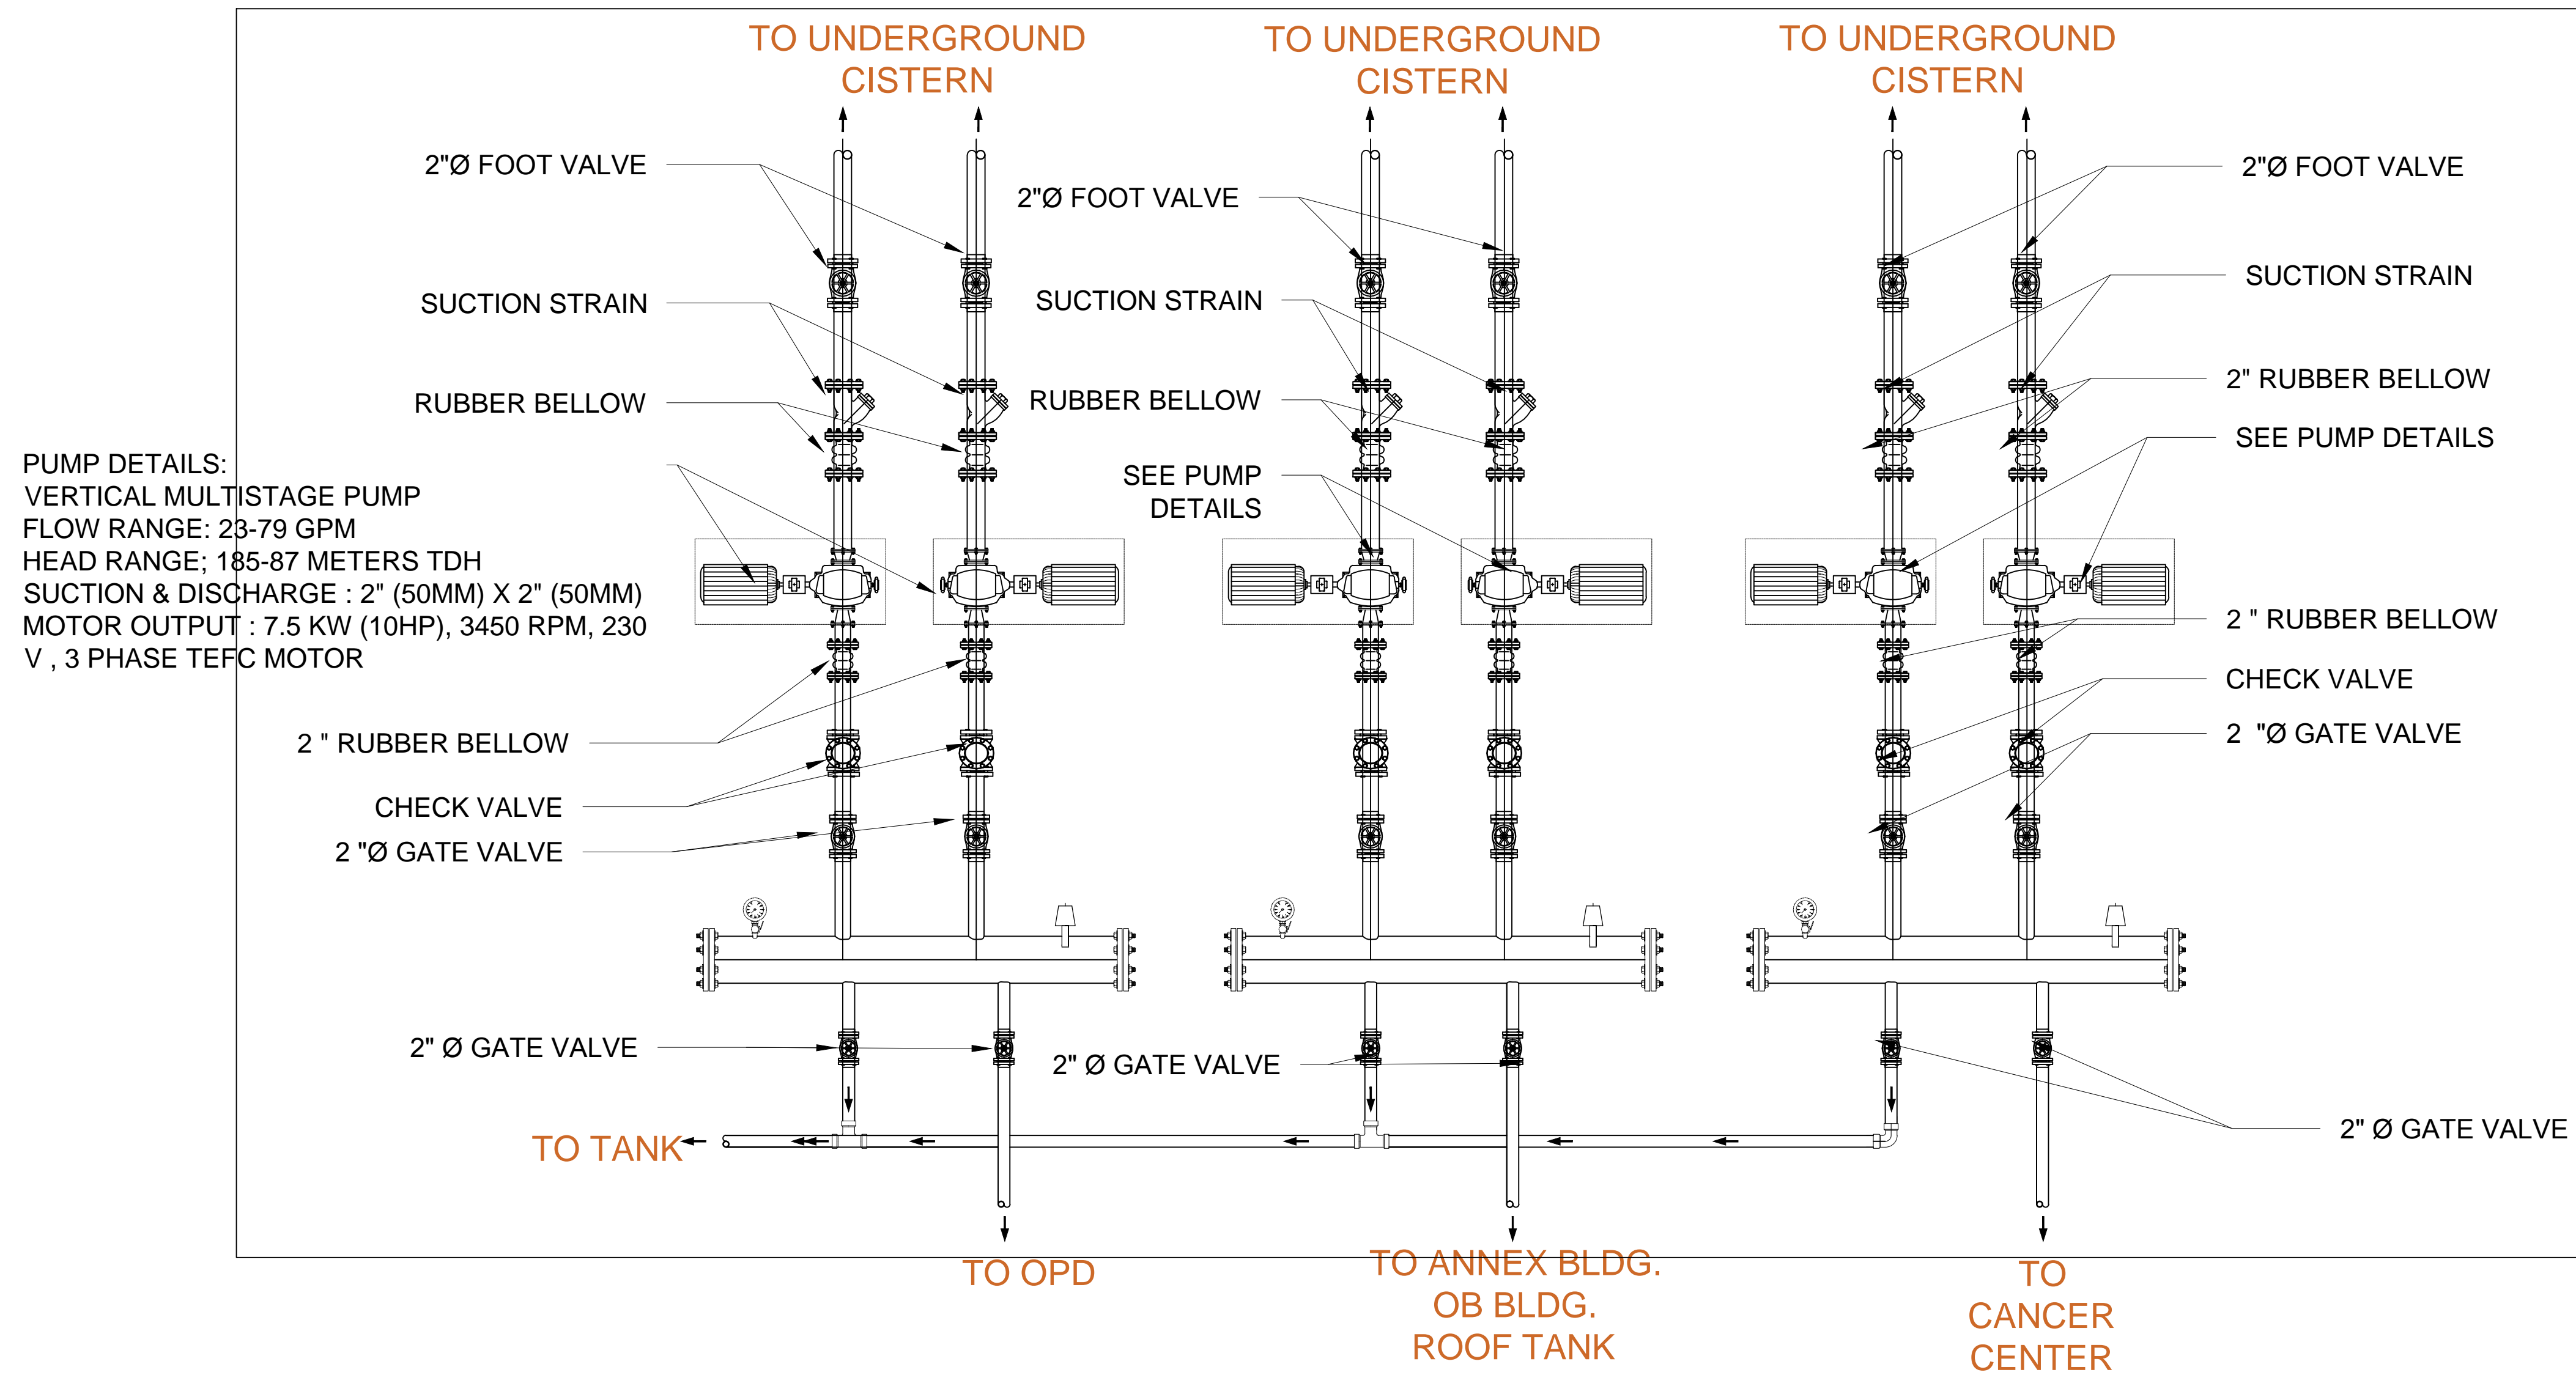 TO UNDERGROUND
CISTERN
TO UNDERGROUND
CISTERN
TO UNDERGROUND
CISTERN
2"Ø FOOT VALVE
SUCTION STRAIN
RUBBER BELLOW
PUMP DETAILS:
VERTICAL MULTISTAGE PUMP
FLOW RANGE: 23-79 GPM
HEAD RANGE; 185-87 METERS TDH
SUCTION & DISCHARGE : 2" (50MM) X 2" (50MM)
MOTOR OUTPUT : 7.5 KW (10HP), 3450 RPM, 230
V , 3 PHASE TEFC MOTOR
2 " RUBBER BELLOW
CHECK VALVE
2 "Ø GATE VALVE
2" Ø GATE VALVE
2"Ø FOOT VALVE
SUCTION STRAIN
RUBBER BELLOW
SEE PUMP
DETAILS
2" Ø GATE VALVE
2"Ø FOOT VALVE
SUCTION STRAIN
2" RUBBER BELLOW
SEE PUMP DETAILS
2 " RUBBER BELLOW
CHECK VALVE
2 "Ø GATE VALVE
2" Ø GATE VALVE
TO TANK
TO OPD
TO ANNEX BLDG.
OB BLDG.
ROOF TANK
TO
CANCER
CENTER